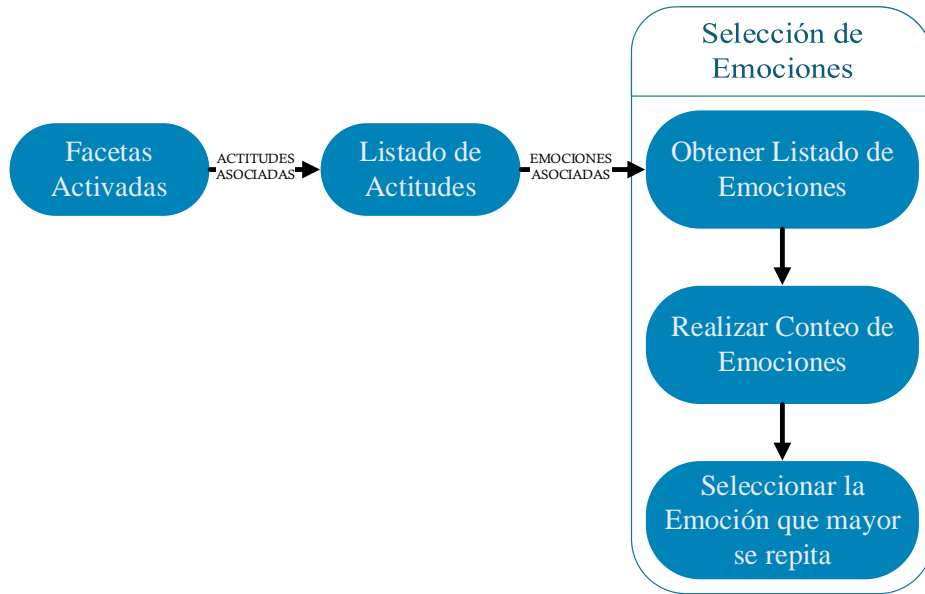 Selección de
Emociones
Facetas
Activadas
ACTITUDES
ASOCIADAS
Listado de
Actitudes
EMOCIONES
ASOCIADAS
Obtener Listado de
Emociones
Realizar Conteo de
Emociones
Seleccionar la
Emoción que mayor
se repita